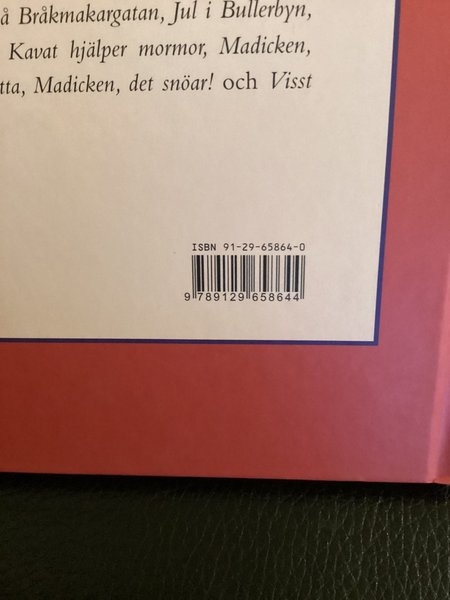 å Bråkmakargatan, Jul i Bullerbyn,
Kavat hjälper mormor, Madicken,
tta, Madicken, det snöar! och Visst
ISBN 91-29-65864-0
9 789129 658644